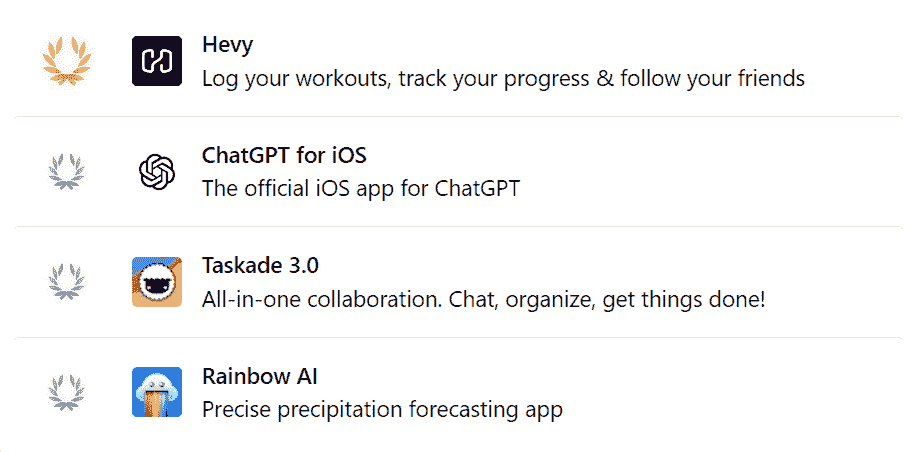 Hevy
Log your workouts, track your progress & follow your friends
ChatGPT for iOS
The official iOS app for ChatGPT
Taskade 3.0
All-in-one collaboration. Chat, organize, get things done!
Rainbow AI
Precise precipitation forecasting app